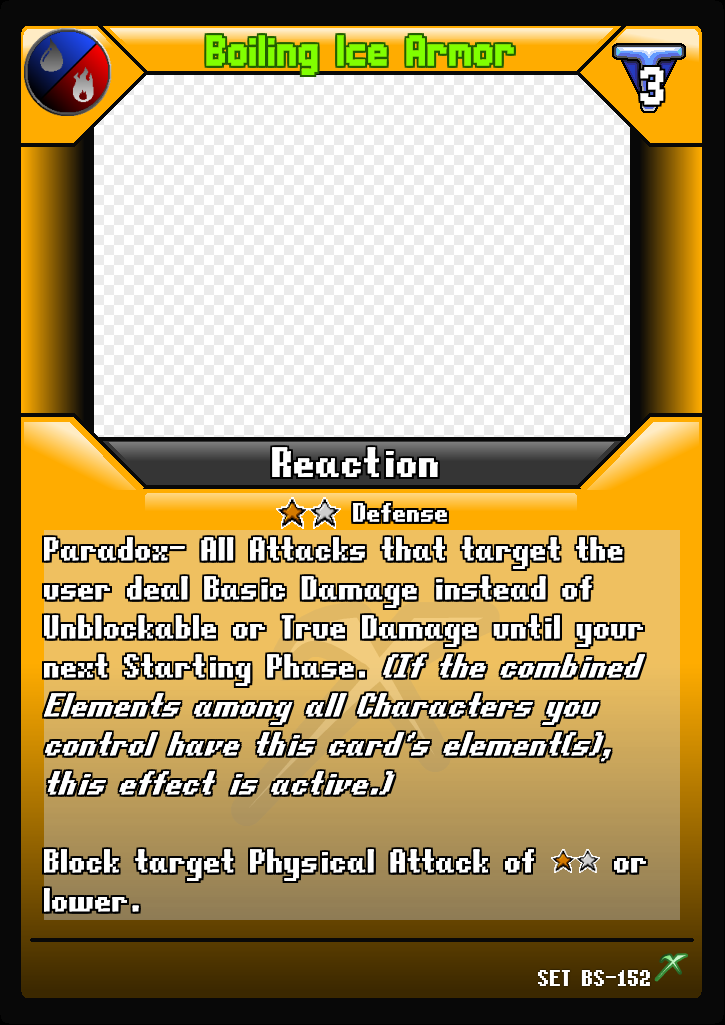 Boiling Ice Armor
3
Reaction
Defense
Paradox- All Attacks that target the
user deal Basic Damage instead of
Unblockable or True Damage until your
next Starting Phase. (If the combined
Elements among all Characters you
control have this card's element(s),
this effect is active.)
Block target Physical Attack of ★★ or
lower.
SET BS-152